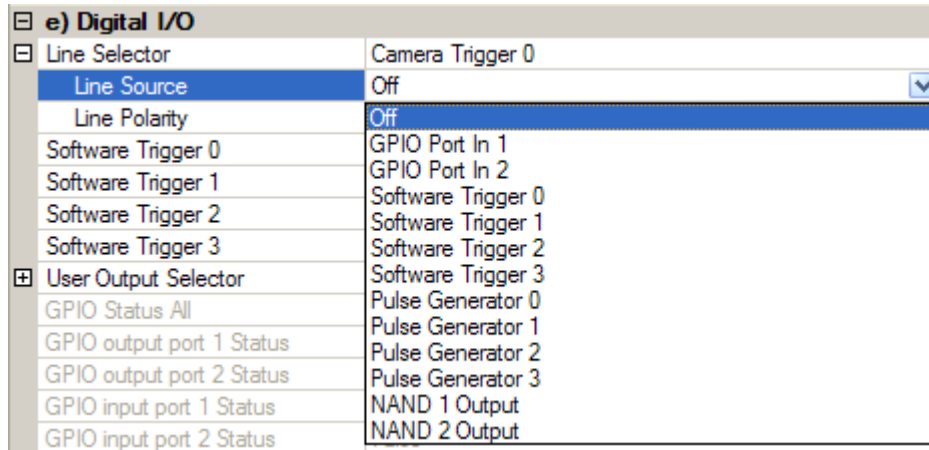 e) Digital I/O
Line Selector Camera Trigger 0
Line Source Off
Line Polarity
Software Trigger 0
Software Trigger 1
Software Trigger 2
Software Trigger 3
User Output Selector
GPIO Status All
GPIO output port 1 Status
GPIO output port 2 Status
GPIO input port 1 Status
GPIO input port 2 Status
Off
GPIO Port In 1
GPIO Port In 2
Software Trigger 0
Software Trigger 1
Software Trigger 2
Software Trigger 3
Pulse Generator 0
Pulse Generator 1
Pulse Generator 2
Pulse Generator 3
NAND 1 Output
NAND 2 Output